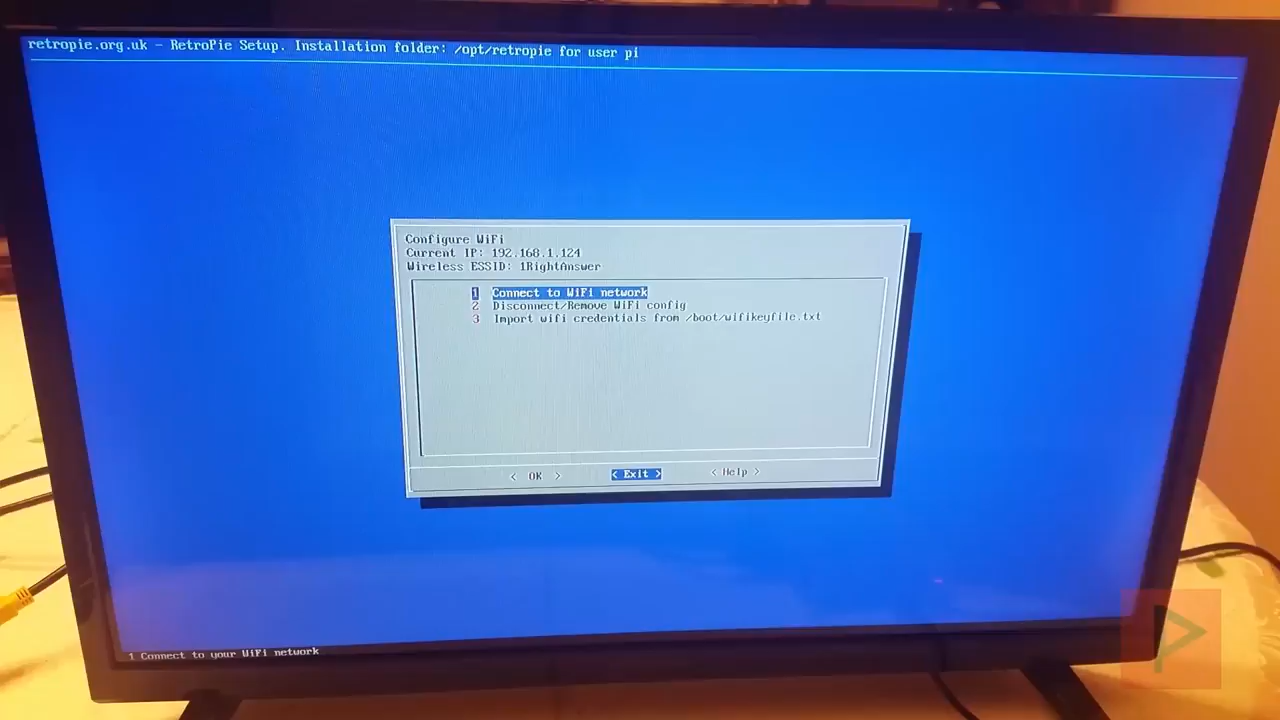 retropie.org.uk - RetroPie Setup. Installation folder: /opt/retropie for user pi
Configure WiFi
Current IP: 192.168.1.124
Wireless ESSID: 1RightAnswer
1 Connect to WiFi network
2 Disconnect/Remove WiFi config
3 Import wifi credentials from /boot/wifikeyfile.txt
< OK > < Exit > < Help >
1 Connect to your WiFi network